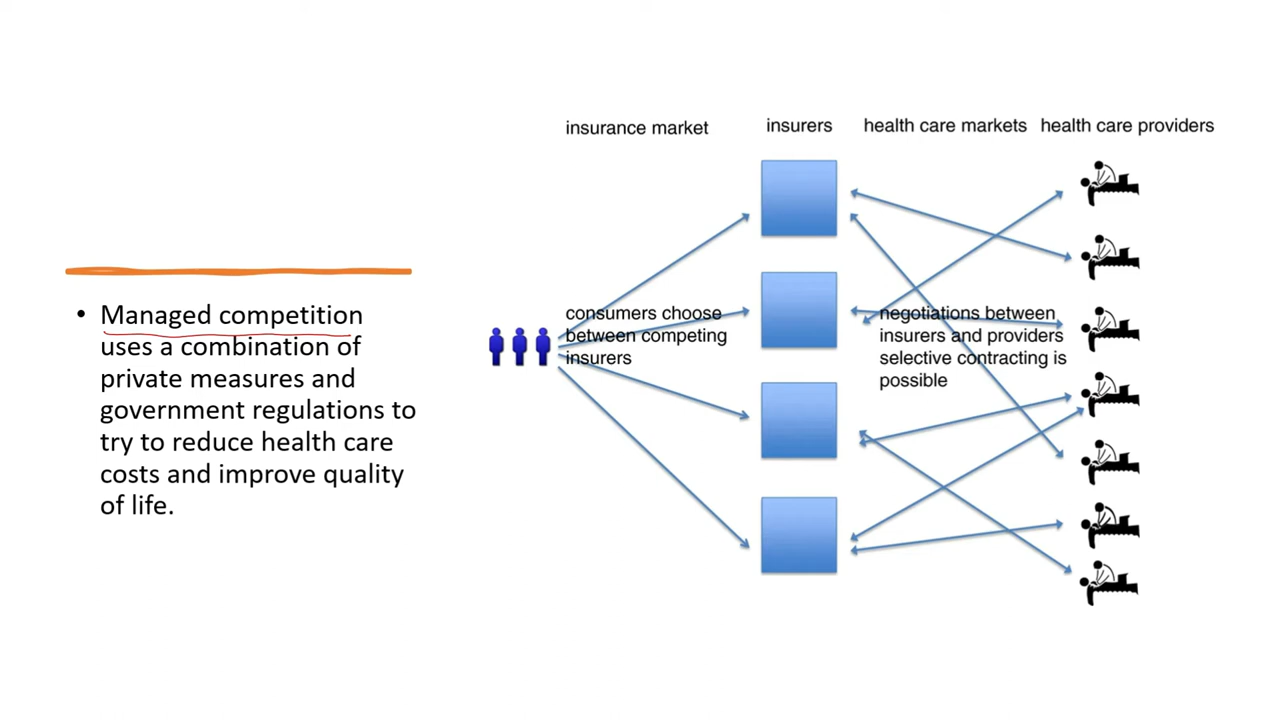 insurance market
insurers
health care markets
health care providers
• Managed competition
uses a combination of
private measures and
government regulations to
try to reduce health care
costs and improve quality
of life.
consumers choose
between competing
insurers
negotiations between
insurers and providers
selective contracting is
possible